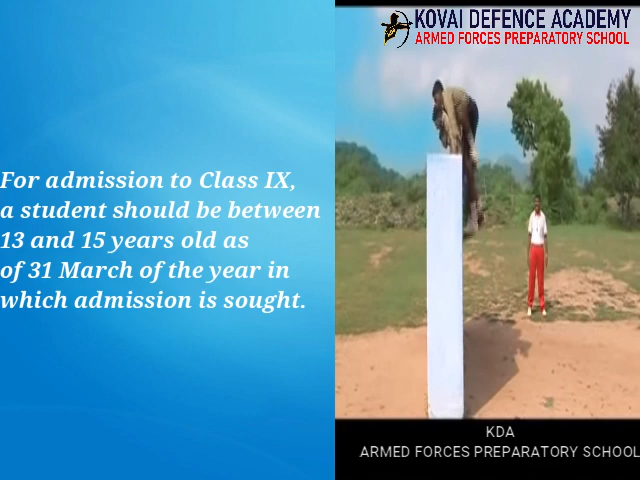 For admission to Class IX,
a student should be between
13 and 15 years old as
of 31 March of the year in
which admission is sought.
KOVAI DEFENCE ACADEMY
ARMED FORCES PREPARATORY SCHOOL
KDA
ARMED FORCES PREPARATORY SCHOOL